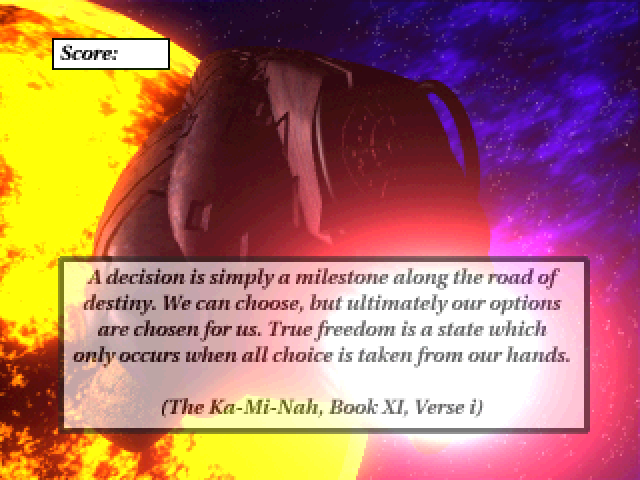 Score:
A decision is simply a milestone along the road of
destiny. We can choose, but ultimately our options
are chosen for us. True freedom is a state which
only occurs when all choice is taken from our hands.
(The Ka-Mi-Nah, Book XI, Verse i)